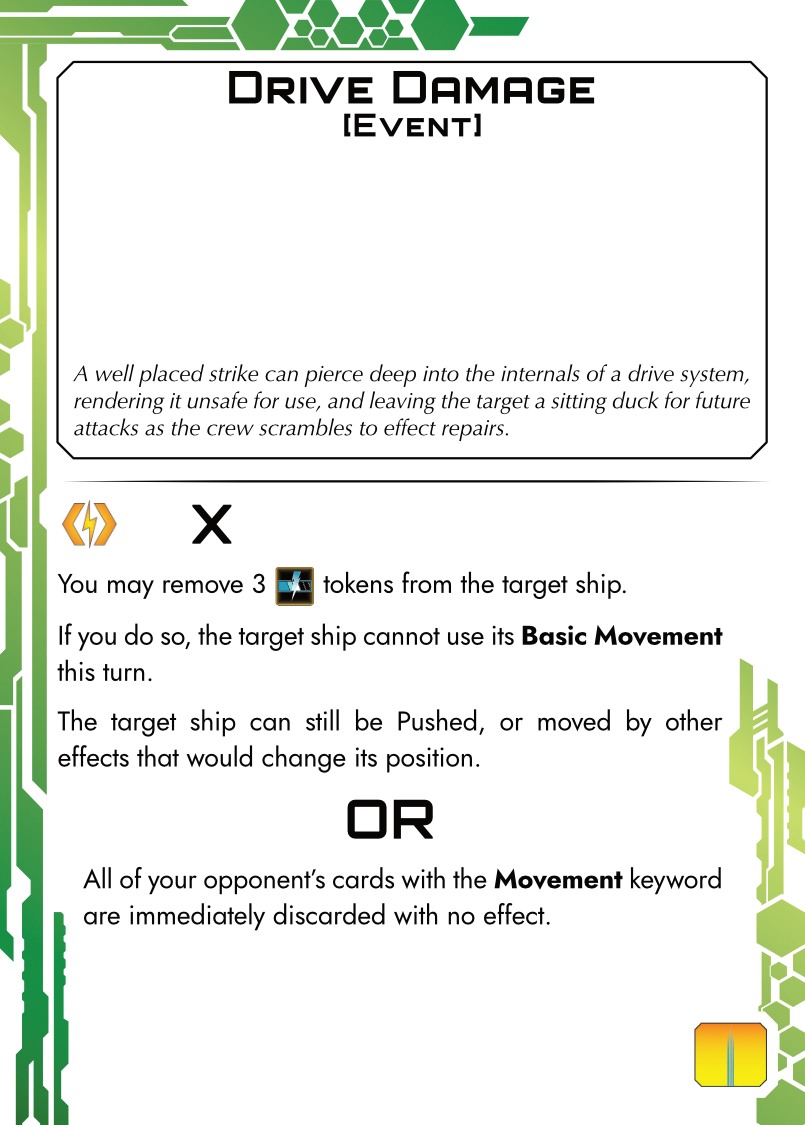 Drive Damage
[Event]
A well placed strike can pierce deep into the internals of a drive system,
rendering it unsafe for use, and leaving the target a sitting duck for future
attacks as the crew scrambles to effect repairs.
X
You may remove 3 tokens from the target ship.
If you do so, the target ship cannot use its Basic Movement
this turn.
The target ship can still be Pushed, or moved by other
effects that would change its position.
OR
All of your opponent’s cards with the Movement keyword
are immediately discarded with no effect.